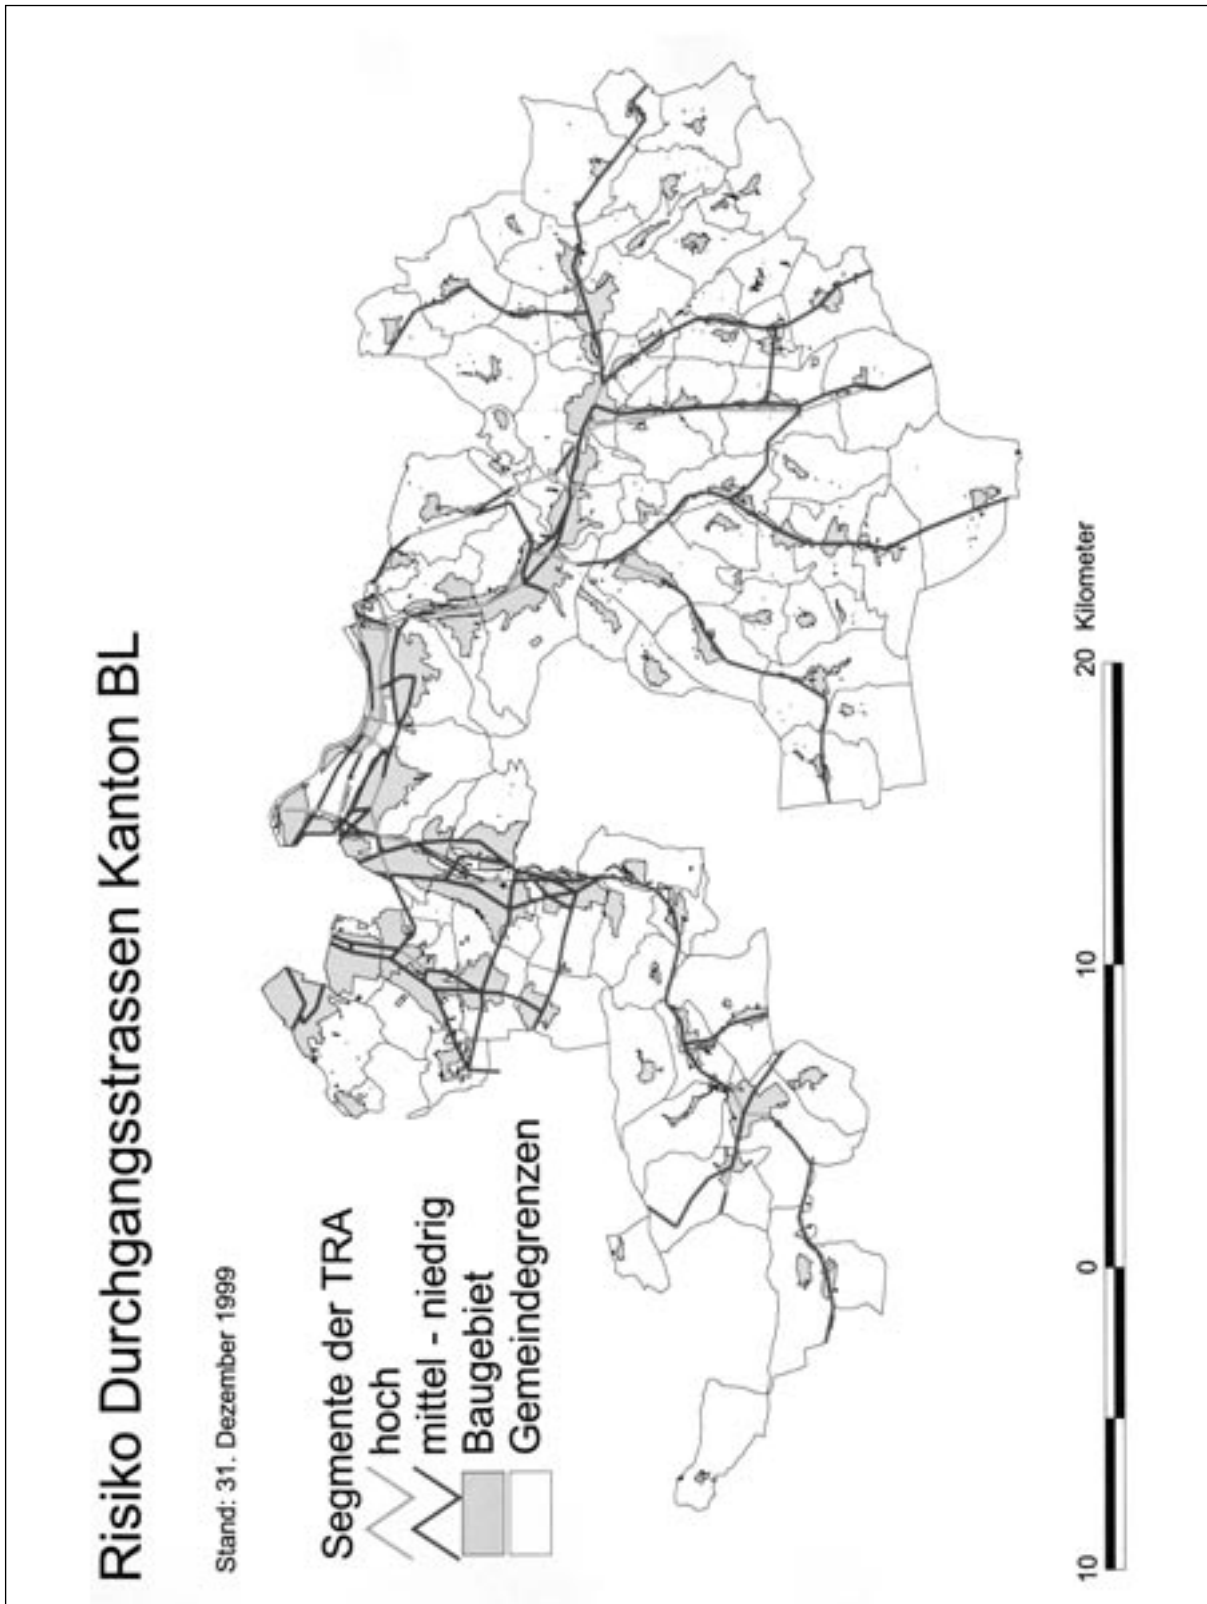 Risiko Durchgangsstrassen Kanton BL
Stand: 31. Dezember 1999
Segmente der TRA
hoch
mittel - niedrig
Baugebiet
Gemeindegrenzen
10 0 10 20 Kilometer